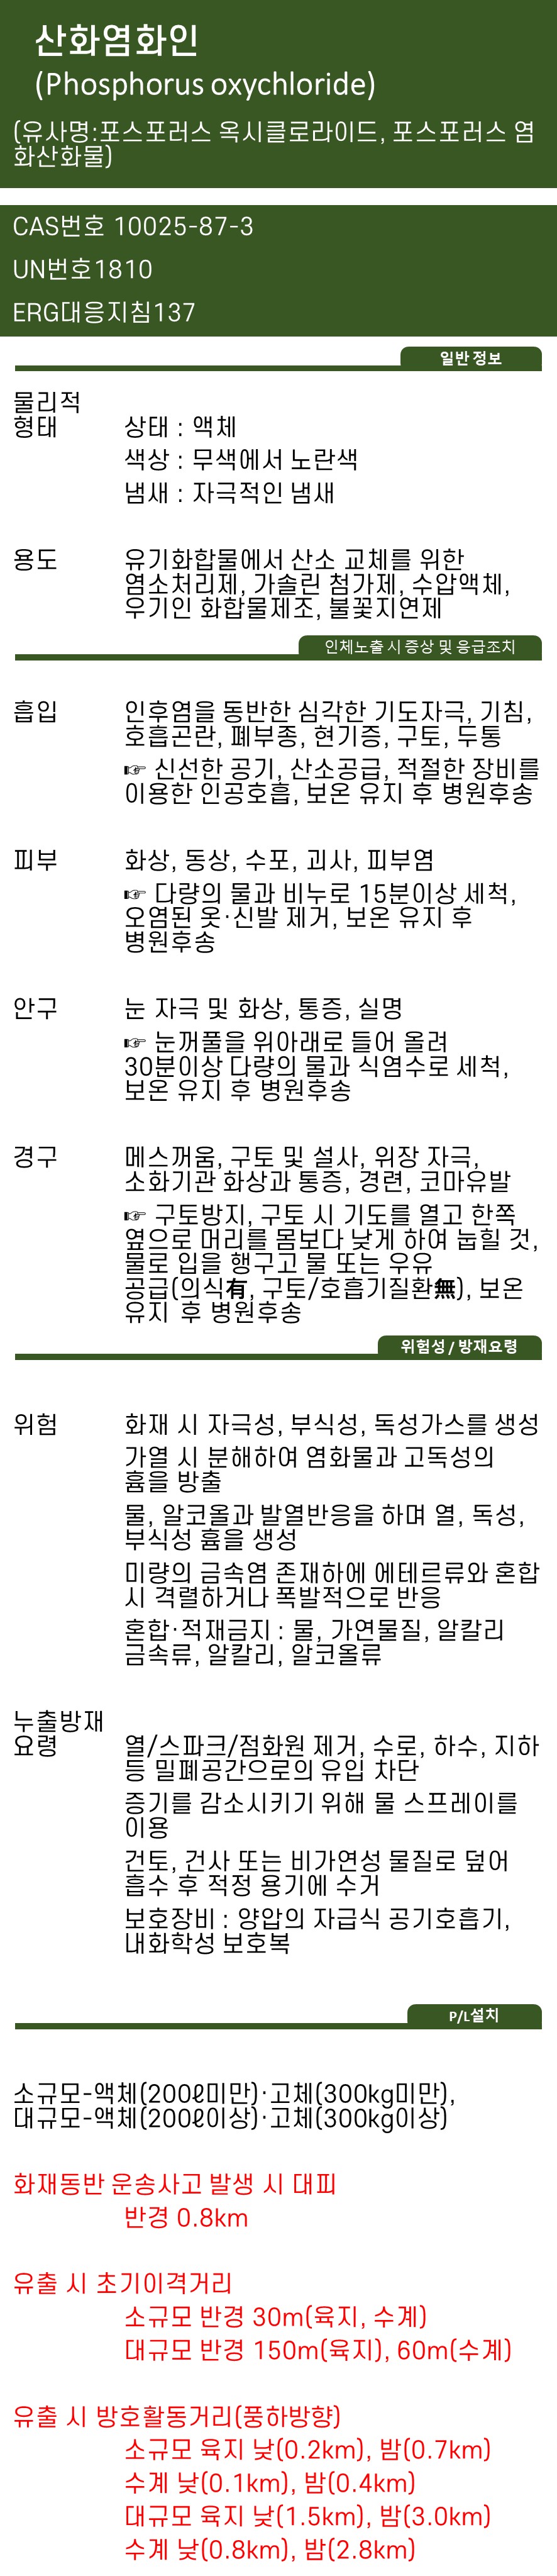 산화염화인
(Phosphorus oxychloride)
(유사명:포스포러스 옥시클로라이드, 포스포러스 염
화산화물)
CAS번호 10025-87-3
UN번호1810
ERG대응지침137
일반 정보
물리적
형태 상태 : 액체
색상 : 무색에서 노란색
냄새 : 자극적인 냄새
용도 유기화합물에서 산소 교체를 위한
염소처리제, 가솔린 첨가제, 수압액체,
우기인 화합물제조, 불꽃지연제
인체노출 시 증상 및 응급조치
흡입 인후염을 동반한 심각한 기도자극, 기침,
호흡곤란, 폐부종, 현기증, 구토, 두통
☞ 신선한 공기, 산소공급, 적절한 장비를
이용한 인공호흡, 보온 유지 후 병원후송
피부 화상, 동상, 수포, 괴사, 피부염
☞ 다량의 물과 비누로 15분이상 세척,
오염된 옷·신발 제거, 보온 유지 후
병원후송
안구 눈 자극 및 화상, 통증, 실명
☞ 눈꺼풀을 위아래로 들어 올려
30분이상 다량의 물과 식염수로 세척,
보온 유지 후 병원후송
경구 메스꺼움, 구토 및 설사, 위장 자극,
소화기관 화상과 통증, 경련, 코마유발
☞ 구토방지, 구토 시 기도를 열고 한쪽
옆으로 머리를 몸보다 낮게 하여 눕힐 것,
물로 입을 행구고 물 또는 우유
공급(의식有, 구토/호흡기질환無), 보온
유지 후 병원후송
위험성 / 방재요령
위험 화재 시 자극성, 부식성, 독성가스를 생성
가열 시 분해하여 염화물과 고독성의
흄을 방출
물, 알코올과 발열반응을 하며 열, 독성,
부식성 흄을 생성
미량의 금속염 존재하에 에테르류와 혼합
시 격렬하거나 폭발적으로 반응
혼합·적재금지 : 물, 가연물질, 알칼리
금속류, 알칼리, 알코올류
누출방재
요령 열/스파크/점화원 제거, 수로, 하수, 지하
등 밀폐공간으로의 유입 차단
증기를 감소시키기 위해 물 스프레이를
이용
건토, 건사 또는 비가연성 물질로 덮어
흡수 후 적정 용기에 수거
보호장비 : 양압의 자급식 공기호흡기,
내화학성 보호복
P/L설치
소규모-액체(200ℓ미만)·고체(300kg미만),
대규모-액체(200ℓ이상)·고체(300kg이상)
화재동반 운송사고 발생 시 대피
반경 0.8km
유출 시 초기이격거리
소규모 반경 30m(육지, 수계)
대규모 반경 150m(육지), 60m(수계)
유출 시 방호활동거리(풍하방향)
소규모 육지 낮(0.2km), 밤(0.7km)
수계 낮(0.1km), 밤(0.4km)
대규모 육지 낮(1.5km), 밤(3.0km)
수계 낮(0.8km), 밤(2.8km)